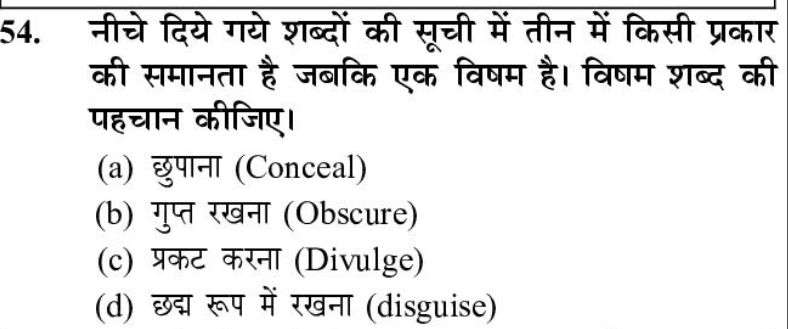 54. नीचे दिये गये शब्दों की सूची में तीन में किसी प्रकार
की समानता है जबकि एक विषम है। विषम शब्द की
पहचान कीजिए।
(a) छुपाना (Conceal)
(b) गुप्त रखना (Obscure)
(c) प्रकट करना (Divulge)
(d) छद्म रूप में रखना (disguise)